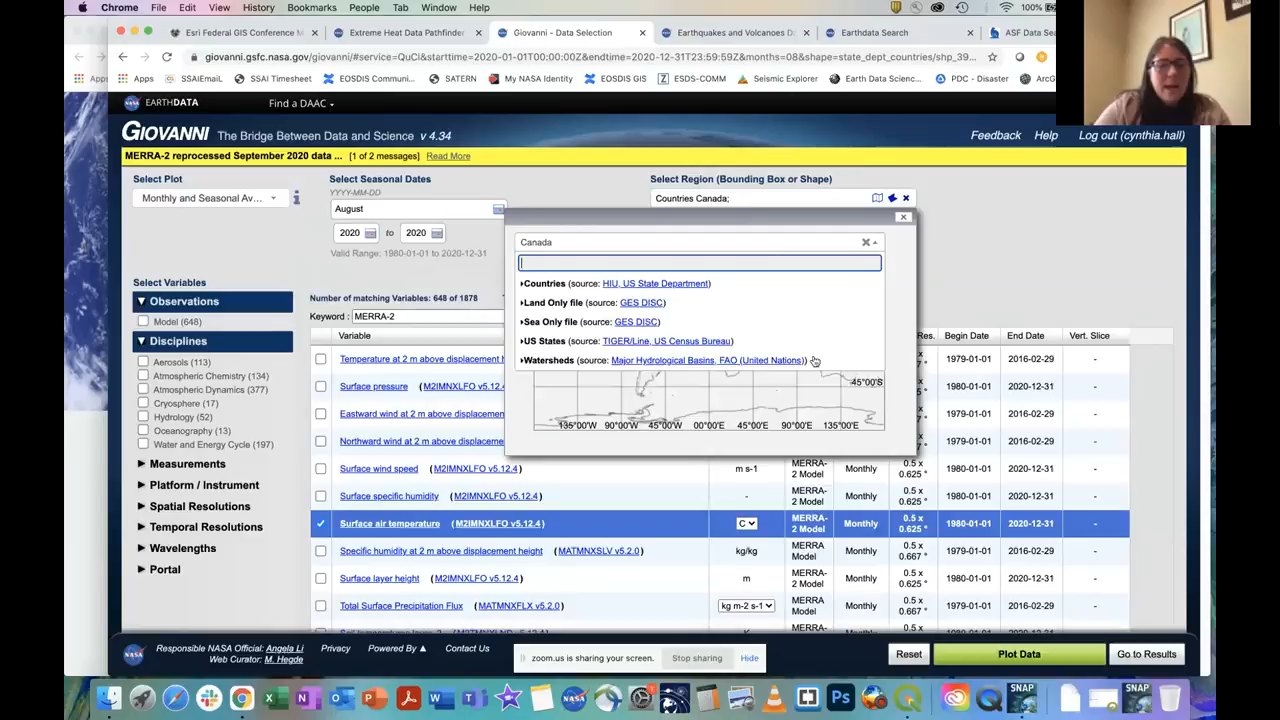 Chrome File Edit View History Bookmarks People Tab Window Help 100%
Esri Federal GIS Conference M Extreme Heat Data Pathfinder Giovanni - Data Selection Earthquakes and Volcanoes D Earthdata Search ASF Data Sea
giovanni.gsfc.nasa.gov/giovanni/#service=QuCl&starttime=2020-01-01T00:00:00Z&endtime=2020-12-31T23:59:59Z&months=08&shape=state_dept_countries/shp_39...
Apps Apps SSAIEmaiL SSAI Timesheet EOSDIS Communi... SATERN My NASA Identity EOSDIS GIS ESDS-COMM Seismic Explorer Earth Data Scienc... PDC - Disaster ArcG
EARTHDATA Find a DAAC
GIOVANNI The Bridge Between Data and Science v 4.34 Feedback Help Log out (cynthia.hall)
MERRA-2 reprocessed September 2020 data ... [1 of 2 messages] Read More
Select Plot Select Seasonal Dates Select Region (Bounding Box or Shape)
YYYY-MM-DD
Monthly and Seasonal Av... August Countries Canada;
2020 to 2020
Valid Range: 1980-01-01 to 2020-12-31
Canada
Countries (source: HIU, US State Department)
Land Only file (source: GES DISC)
Sea Only file (source: GES DISC)
US States (source: TIGER/Line, US Census Bureau)
Watersheds (source: Major Hydrological Basins, FAO (United Nations))
45°00'S
135°00'W 90°00'W 45°00'W 00°00'E 45°00'E 90°00'E 135°00'E
Select Variables
Observations
Model (648)
Disciplines
Aerosols (113)
Atmospheric Chemistry (134)
Atmospheric Dynamics (377)
Cryosphere (17)
Hydrology (52)
Oceanography (13)
Water and Energy Cycle (197)
Measurements
Platform / Instrument
Spatial Resolutions
Temporal Resolutions
Wavelengths
Portal
Number of matching Variables: 648 of 1878
Keyword : MERRA-2
Variable Res. Begin Date End Date Vert. Slice
Temperature at 2 m above displacement h 1979-01-01 2016-02-29 -
Surface pressure (M2IMNXLFO v5.12.4 1980-01-01 2020-12-31 -
Eastward wind at 2 m above displaceme 1979-01-01 2016-02-29 -
Northward wind at 2 m above displaceme 1979-01-01 2016-02-29 -
Surface wind speed (M2IMNXLFO v5.12.4) m s-1 MERRA-2 Model Monthly 0.5 x 0.625 ° 1980-01-01 2020-12-31 -
Surface specific humidity (M2IMNXLFO v5.12.4) - MERRA-2 Model Monthly 0.5 x 0.625 ° 1980-01-01 2020-12-31 -
Surface air temperature (M2IMNXLFO v5.12.4) C MERRA-2 Model Monthly 0.5 x 0.625 ° 1980-01-01 2020-12-31 -
Specific humidity at 2 m above displacement height (MATMNXSLV v5.2.0) kg/kg MERRA Model Monthly 0.5 x 0.667 ° 1979-01-01 2016-02-29 -
Surface layer height (M2IMNXLFO v5.12.4) m MERRA-2 Model Monthly 0.5 x 0.625 ° 1980-01-01 2020-12-31 -
Total Surface Precipitation Flux (MATMNXFLX v5.2.0) kg m-2 s-1 MERRA Model Monthly 0.5 x 0.667 ° 1979-01-01 2016-02-29 -
MERRA 0.5 x
Responsible NASA Official: Angela Li Privacy Powered By Contact Us
Web Curator: M. Hegde
zoom.us is sharing your screen. Stop sharing Hide
Reset Plot Data Go to Results
SNAP SNAP